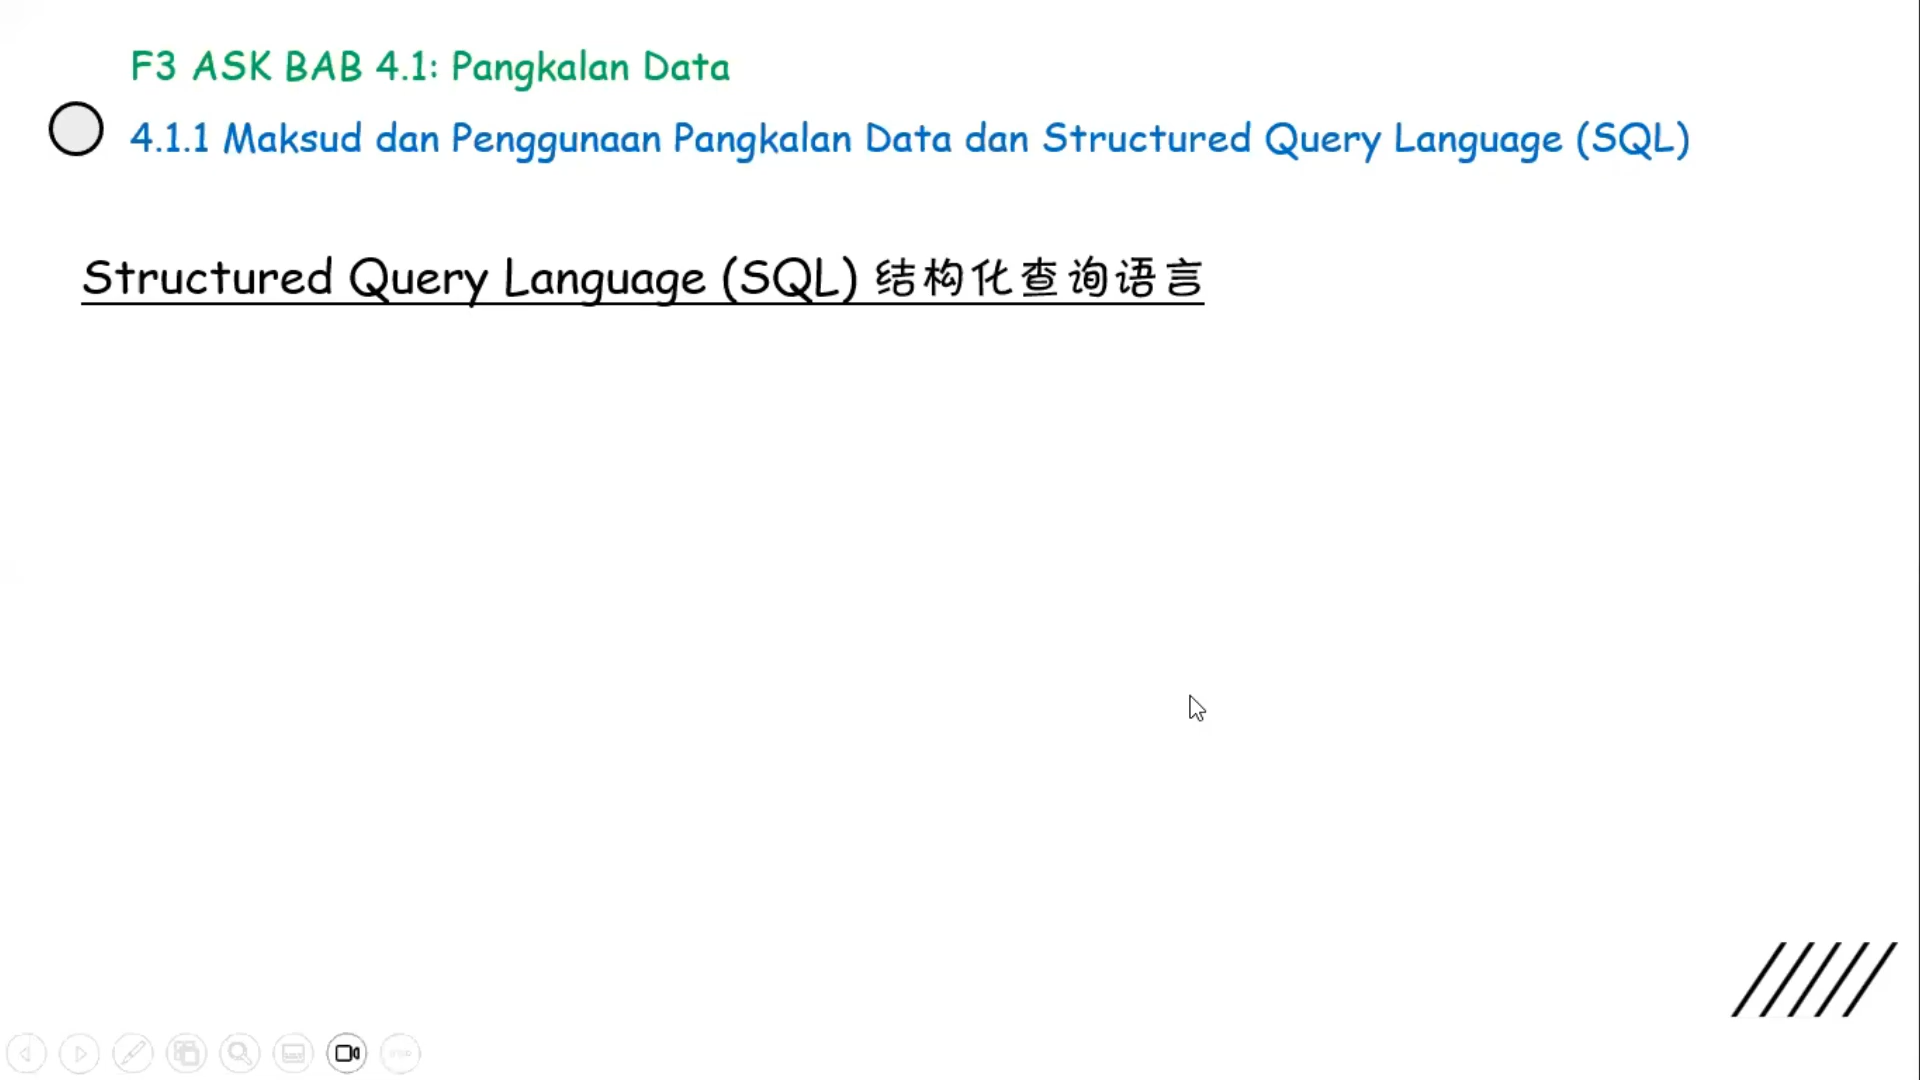 F3 ASK BAB 4.1: Pangkalan Data
4.1.1 Maksud dan Penggunaan Pangkalan Data dan Structured Query Language (SQL)
Structured Query Language (SQL) 结构化查询语言